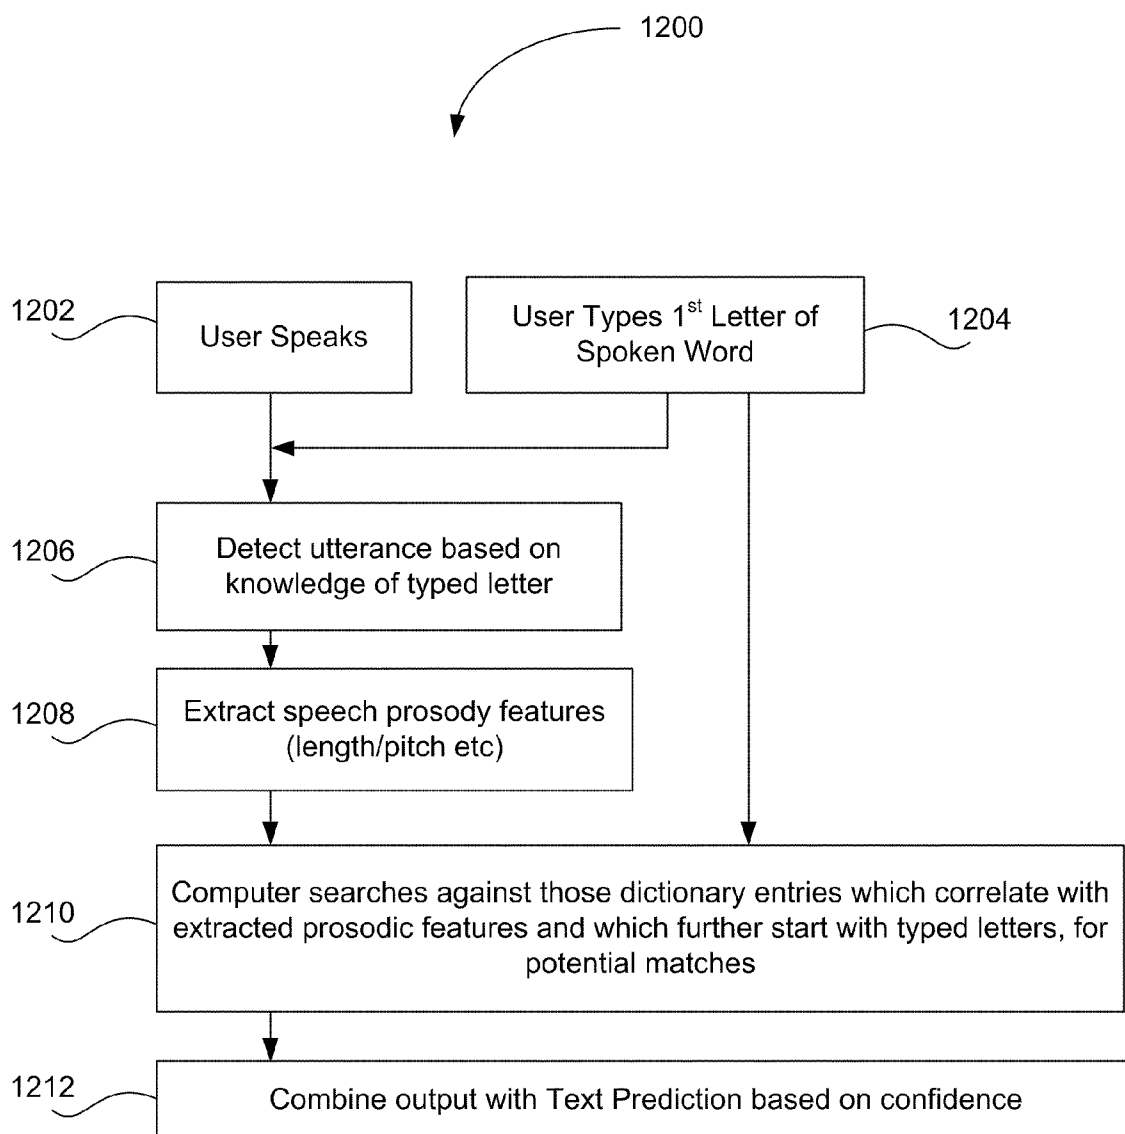 1200
1202
User Speaks
User Types 1st Letter of
Spoken Word
1204
1206
Detect utterance based on
knowledge of typed letter
1208
Extract speech prosody features
(length/pitch etc)
1210
Computer searches against those dictionary entries which correlate with
extracted prosodic features and which further start with typed letters, for
potential matches
1212
Combine output with Text Prediction based on confidence